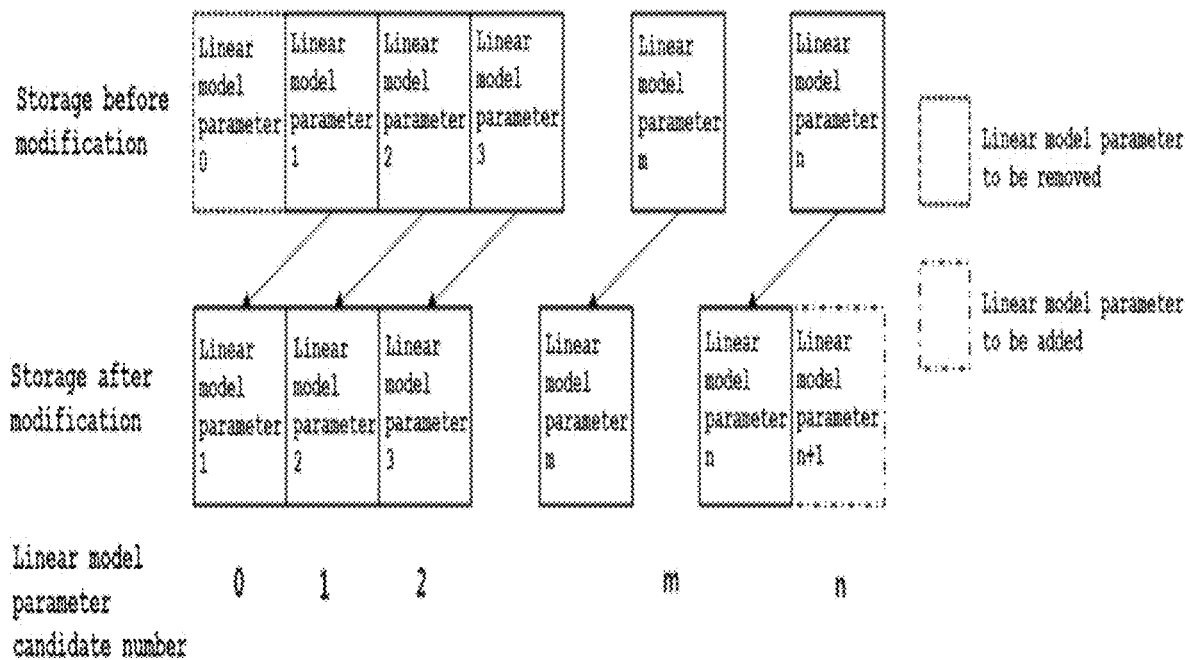 Storage before
modification
Linear
model
parameter
0
Linear
model
parameter
1
Linear
model
parameter
2
Linear
model
parameter
3
Linear
model
parameter
m
Linear
model
parameter
n
Linear model parameter
to be removed
Linear model parameter
to be added
Storage after
modification
Linear
model
parameter
1
Linear
model
parameter
2
Linear
model
parameter
3
Linear
model
parameter
m
Linear
model
parameter
n
Linear
model
parameter
n+1
Linear model
parameter
candidate number
0 1 2 m n